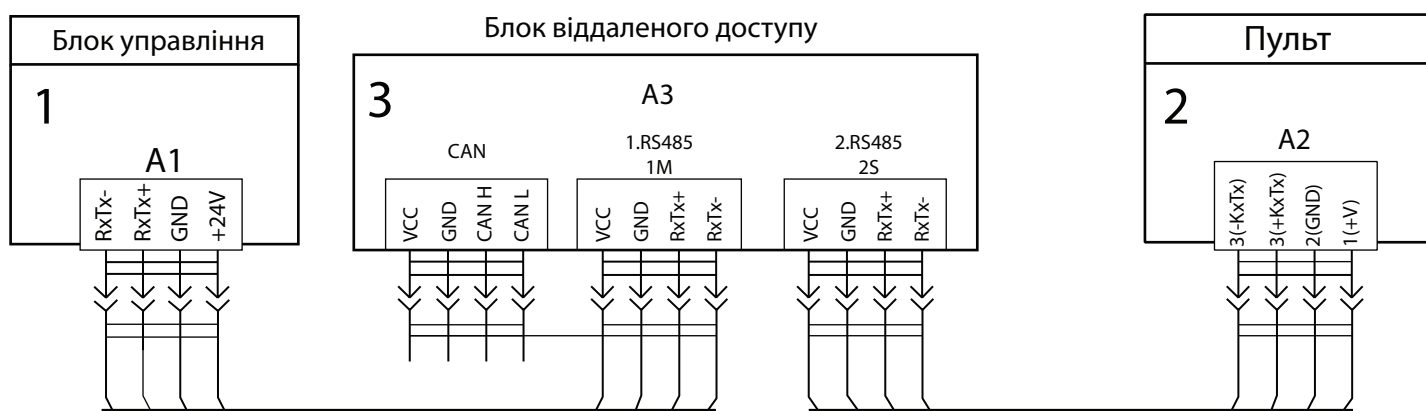 Блок управління
1
A1
RxTx-
RxTx+
GND
+24V
Блок віддаленого доступу
3
A3
CAN
VCC
GND
CAN H
CAN L
1.RS485
1M
VCC
GND
RxTx+
RxTx-
2.RS485
2S
VCC
GND
RxTx+
RxTx-
Пульт
2
A2
3(-KxTx)
3(+KxTx)
2(GND)
1(+V)